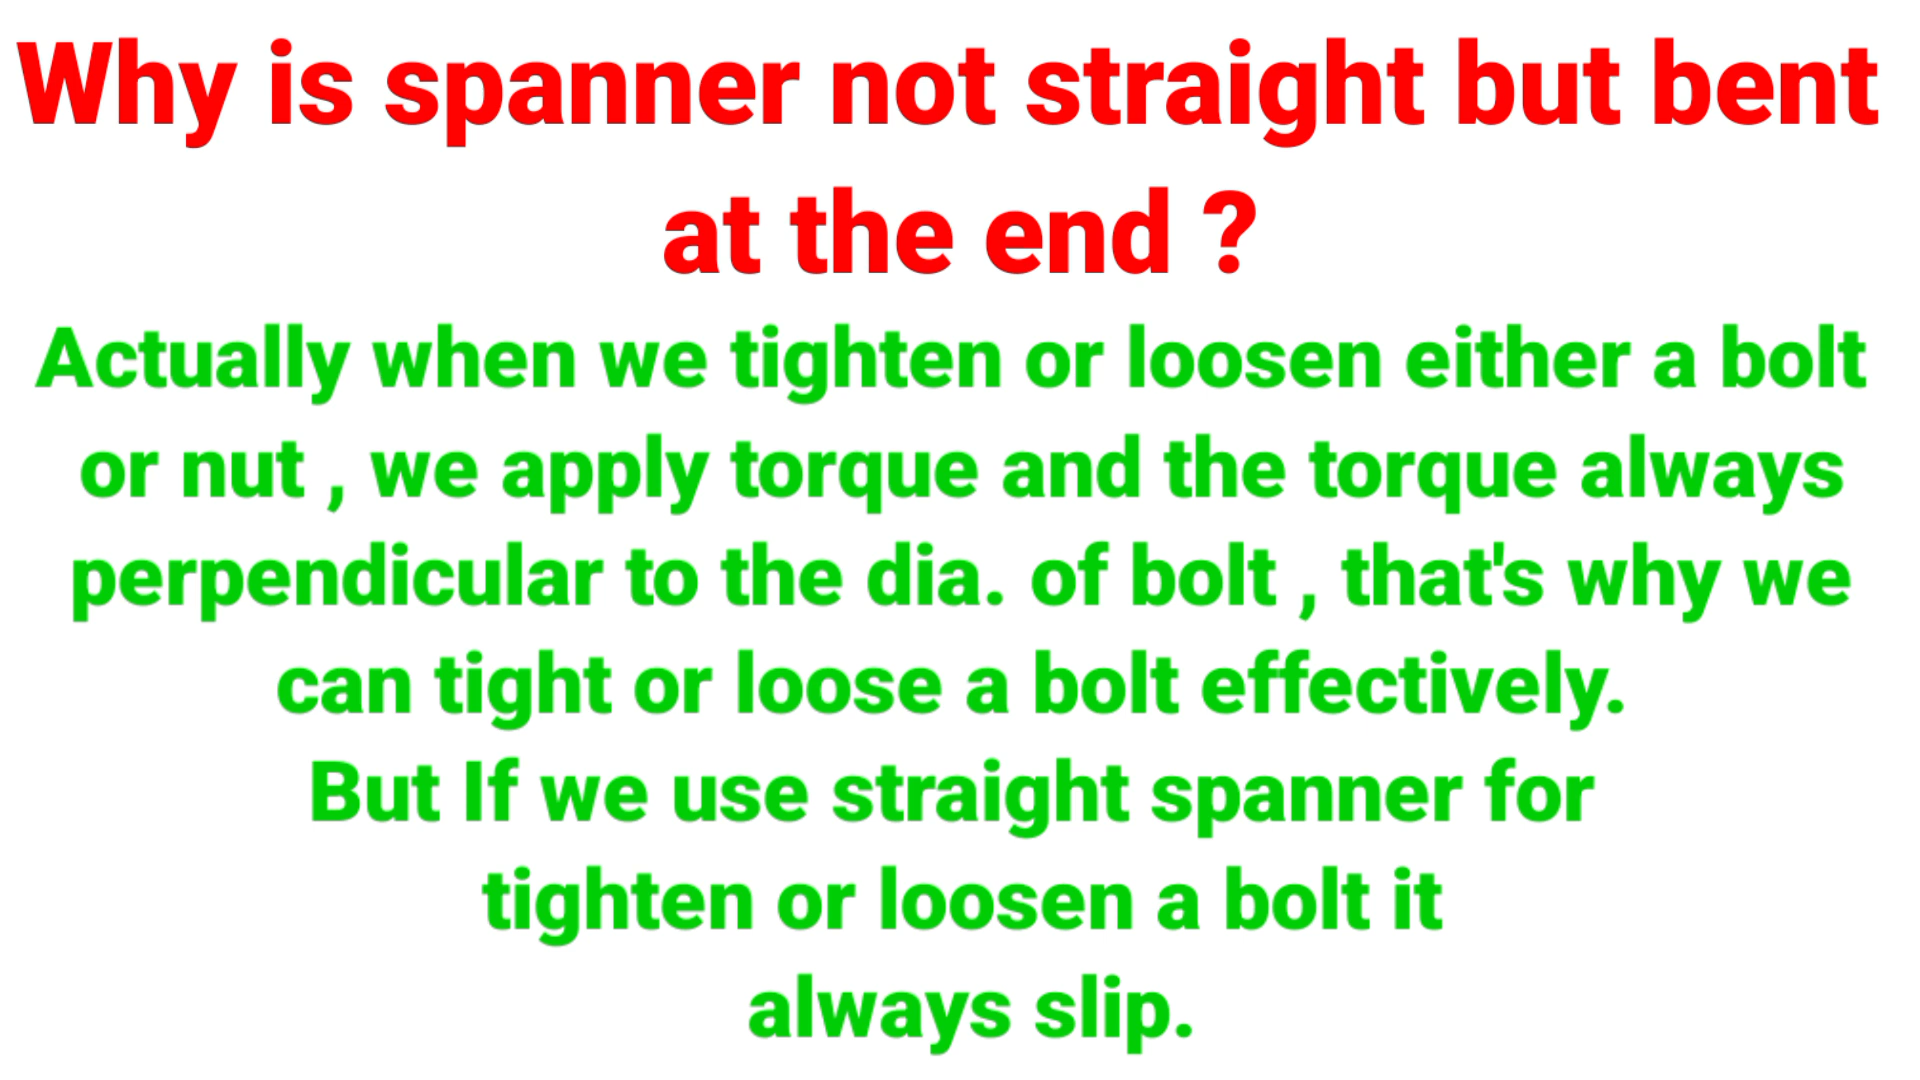 Why is spanner not straight but bent
at the end ?
Actually when we tighten or loosen either a bolt
or nut , we apply torque and the torque always
perpendicular to the dia. of bolt , that's why we
can tight or loose a bolt effectively.
But If we use straight spanner for
tighten or loosen a bolt it
always slip.